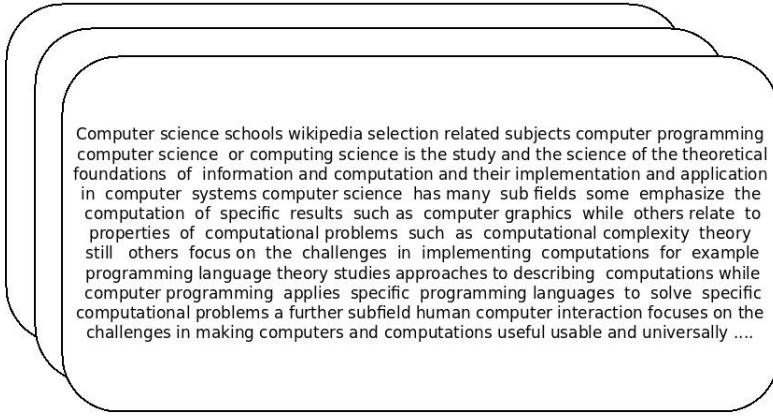 Computer science schools wikipedia selection related subjects computer programming
computer science or computing science is the study and the science of the theoretical
foundations of information and computation and their implementation and application
in computer systems computer science has many sub fields some emphasize the
computation of specific results such as computer graphics while others relate to
properties of computational problems such as computational complexity theory
still others focus on the challenges in implementing computations for example
programming language theory studies approaches to describing computations while
computer programming applies specific programming languages to solve specific
computational problems a further subfield human computer interaction focuses on the
challenges in making computers and computations useful usable and universally ....